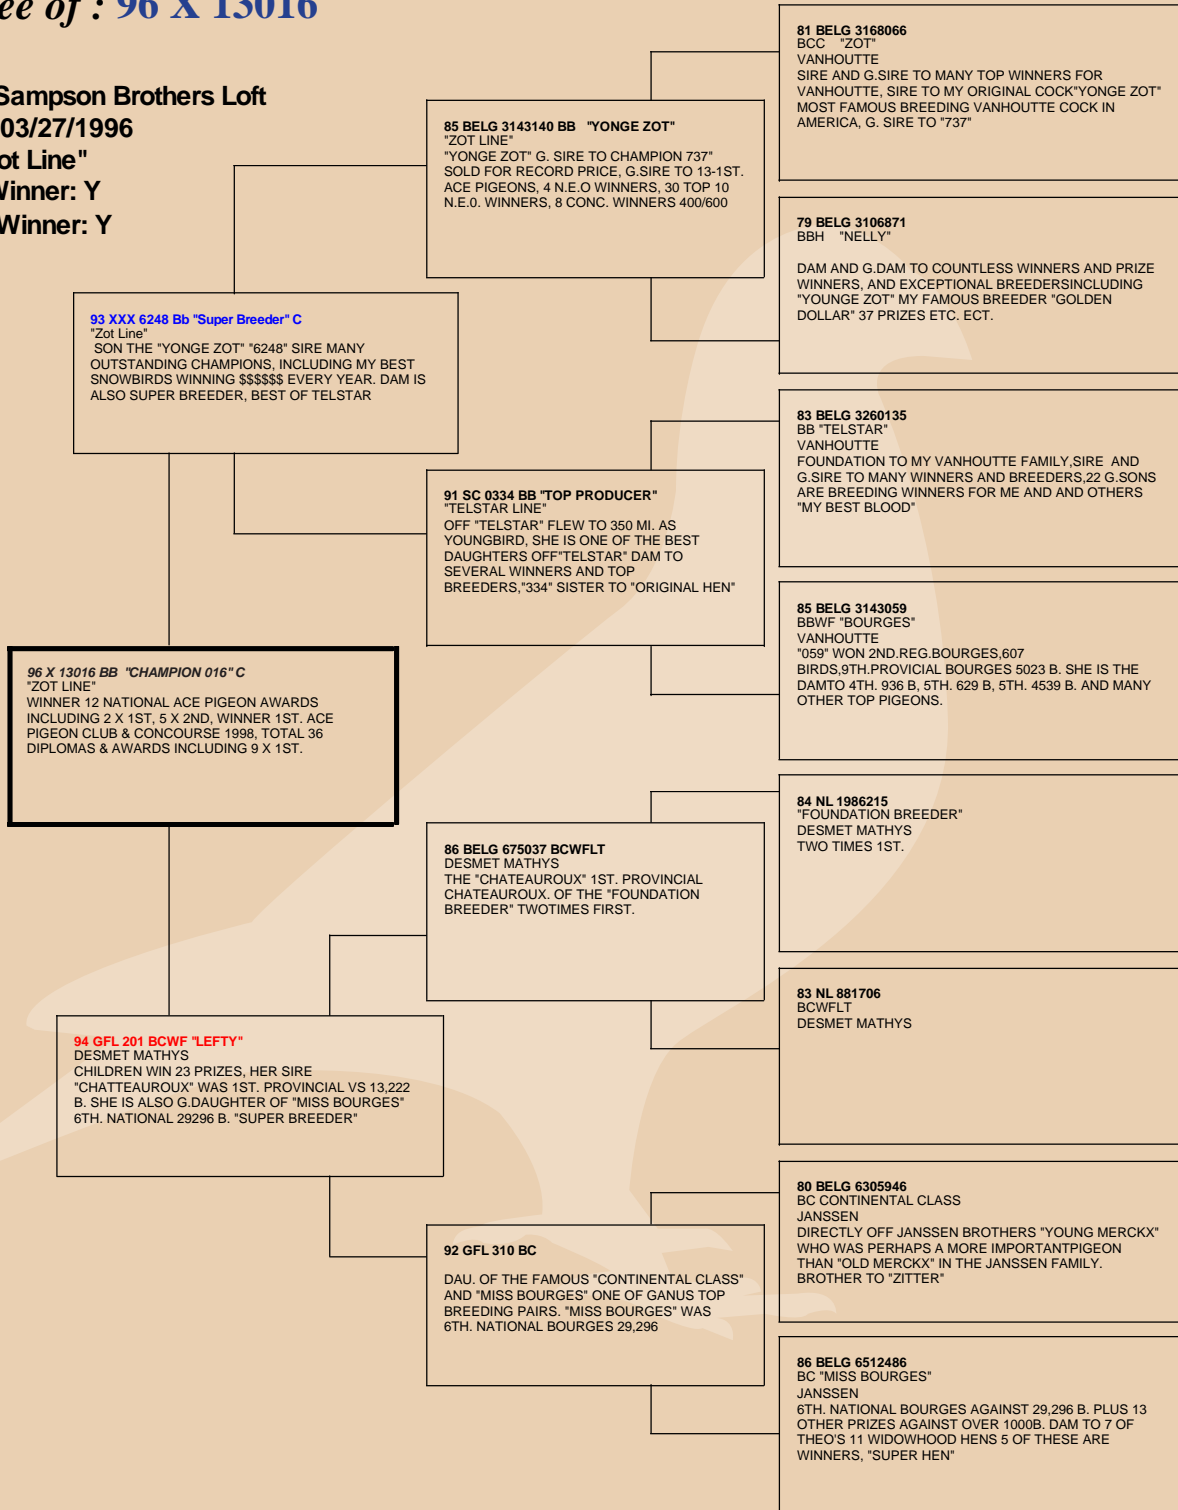 ee of : 96 X 13016
Sampson Brothers Loft
03/27/1996
ot Line"
Winner: Y
Winner: Y
93 XXX 6248 Bb "Super Breeder" C
"Zot Line"
SON THE "YONGE ZOT" "6248" SIRE MANY
OUTSTANDING CHAMPIONS, INCLUDING MY BEST
SNOWBIRDS WINNING $$$$$$ EVERY YEAR. DAM IS
ALSO SUPER BREEDER, BEST OF TELSTAR
96 X 13016 BB "CHAMPION 016" C
"ZOT LINE"
WINNER 12 NATIONAL ACE PIGEON AWARDS
INCLUDING 2 X 1ST, 5 X 2ND, WINNER 1ST. ACE
PIGEON CLUB & CONCOURSE 1998, TOTAL 36
DIPLOMAS & AWARDS INCLUDING 9 X 1ST.
94 GFL 201 BCWF "LEFTY"
DESMET MATHYS
CHILDREN WIN 23 PRIZES, HER SIRE
"CHATTEAUROUX" WAS 1ST. PROVINCIAL VS 13,222
B. SHE IS ALSO G.DAUGHTER OF "MISS BOURGES"
6TH. NATIONAL 29296 B. "SUPER BREEDER"
85 BELG 3143140 BB "YONGE ZOT"
"ZOT LINE"
"YONGE ZOT" G. SIRE TO CHAMPION 737"
SOLD FOR RECORD PRICE, G.SIRE TO 13-1ST.
ACE PIGEONS, 4 N.E.O WINNERS, 30 TOP 10
N.E.0. WINNERS, 8 CONC. WINNERS 400/600
91 SC 0334 BB "TOP PRODUCER"
"TELSTAR LINE"
OFF "TELSTAR" FLEW TO 350 MI. AS
YOUNGBIRD, SHE IS ONE OF THE BEST
DAUGHTERS OFF"TELSTAR" DAM TO
SEVERAL WINNERS AND TOP
BREEDERS,"334" SISTER TO "ORIGINAL HEN"
86 BELG 675037 BCWFLT
DESMET MATHYS
THE "CHATEAUROUX" 1ST. PROVINCIAL
CHATEAUROUX. OF THE "FOUNDATION
BREEDER" TWOTIMES FIRST.
92 GFL 310 BC
DAU. OF THE FAMOUS "CONTINENTAL CLASS"
AND "MISS BOURGES" ONE OF GANUS TOP
BREEDING PAIRS. "MISS BOURGES" WAS
6TH. NATIONAL BOURGES 29,296
81 BELG 3168066
BCC "ZOT"
VANHOUTTE
SIRE AND G.SIRE TO MANY TOP WINNERS FOR
VANHOUTTE, SIRE TO MY ORIGINAL COCK"YONGE ZOT"
MOST FAMOUS BREEDING VANHOUTTE COCK IN
AMERICA, G. SIRE TO "737"
79 BELG 3106871
BBH "NELLY"
DAM AND G.DAM TO COUNTLESS WINNERS AND PRIZE
WINNERS, AND EXCEPTIONAL BREEDERSINCLUDING
"YOUNGE ZOT" MY FAMOUS BREEDER "GOLDEN
DOLLAR" 37 PRIZES ETC. ECT.
83 BELG 3260135
BB "TELSTAR"
VANHOUTTE
FOUNDATION TO MY VANHOUTTE FAMILY,SIRE AND
G.SIRE TO MANY WINNERS AND BREEDERS,22 G.SONS
ARE BREEDING WINNERS FOR ME AND AND OTHERS
"MY BEST BLOOD"
85 BELG 3143059
BBWF "BOURGES"
VANHOUTTE
"059" WON 2ND.REG.BOURGES,607
BIRDS,9TH.PROVICIAL BOURGES 5023 B. SHE IS THE
DAMTO 4TH. 936 B, 5TH. 629 B, 5TH. 4539 B. AND MANY
OTHER TOP PIGEONS.
84 NL 1986215
"FOUNDATION BREEDER"
DESMET MATHYS
TWO TIMES 1ST.
83 NL 881706
BCWFLT
DESMET MATHYS
80 BELG 6305946
BC CONTINENTAL CLASS
JANSSEN
DIRECTLY OFF JANSSEN BROTHERS "YOUNG MERCKX"
WHO WAS PERHAPS A MORE IMPORTANTPIGEON
THAN "OLD MERCKX" IN THE JANSSEN FAMILY.
BROTHER TO "ZITTER"
86 BELG 6512486
BC "MISS BOURGES"
JANSSEN
6TH. NATIONAL BOURGES AGAINST 29,296 B. PLUS 13
OTHER PRIZES AGAINST OVER 1000B. DAM TO 7 OF
THEO'S 11 WIDOWHOOD HENS 5 OF THESE ARE
WINNERS, "SUPER HEN"